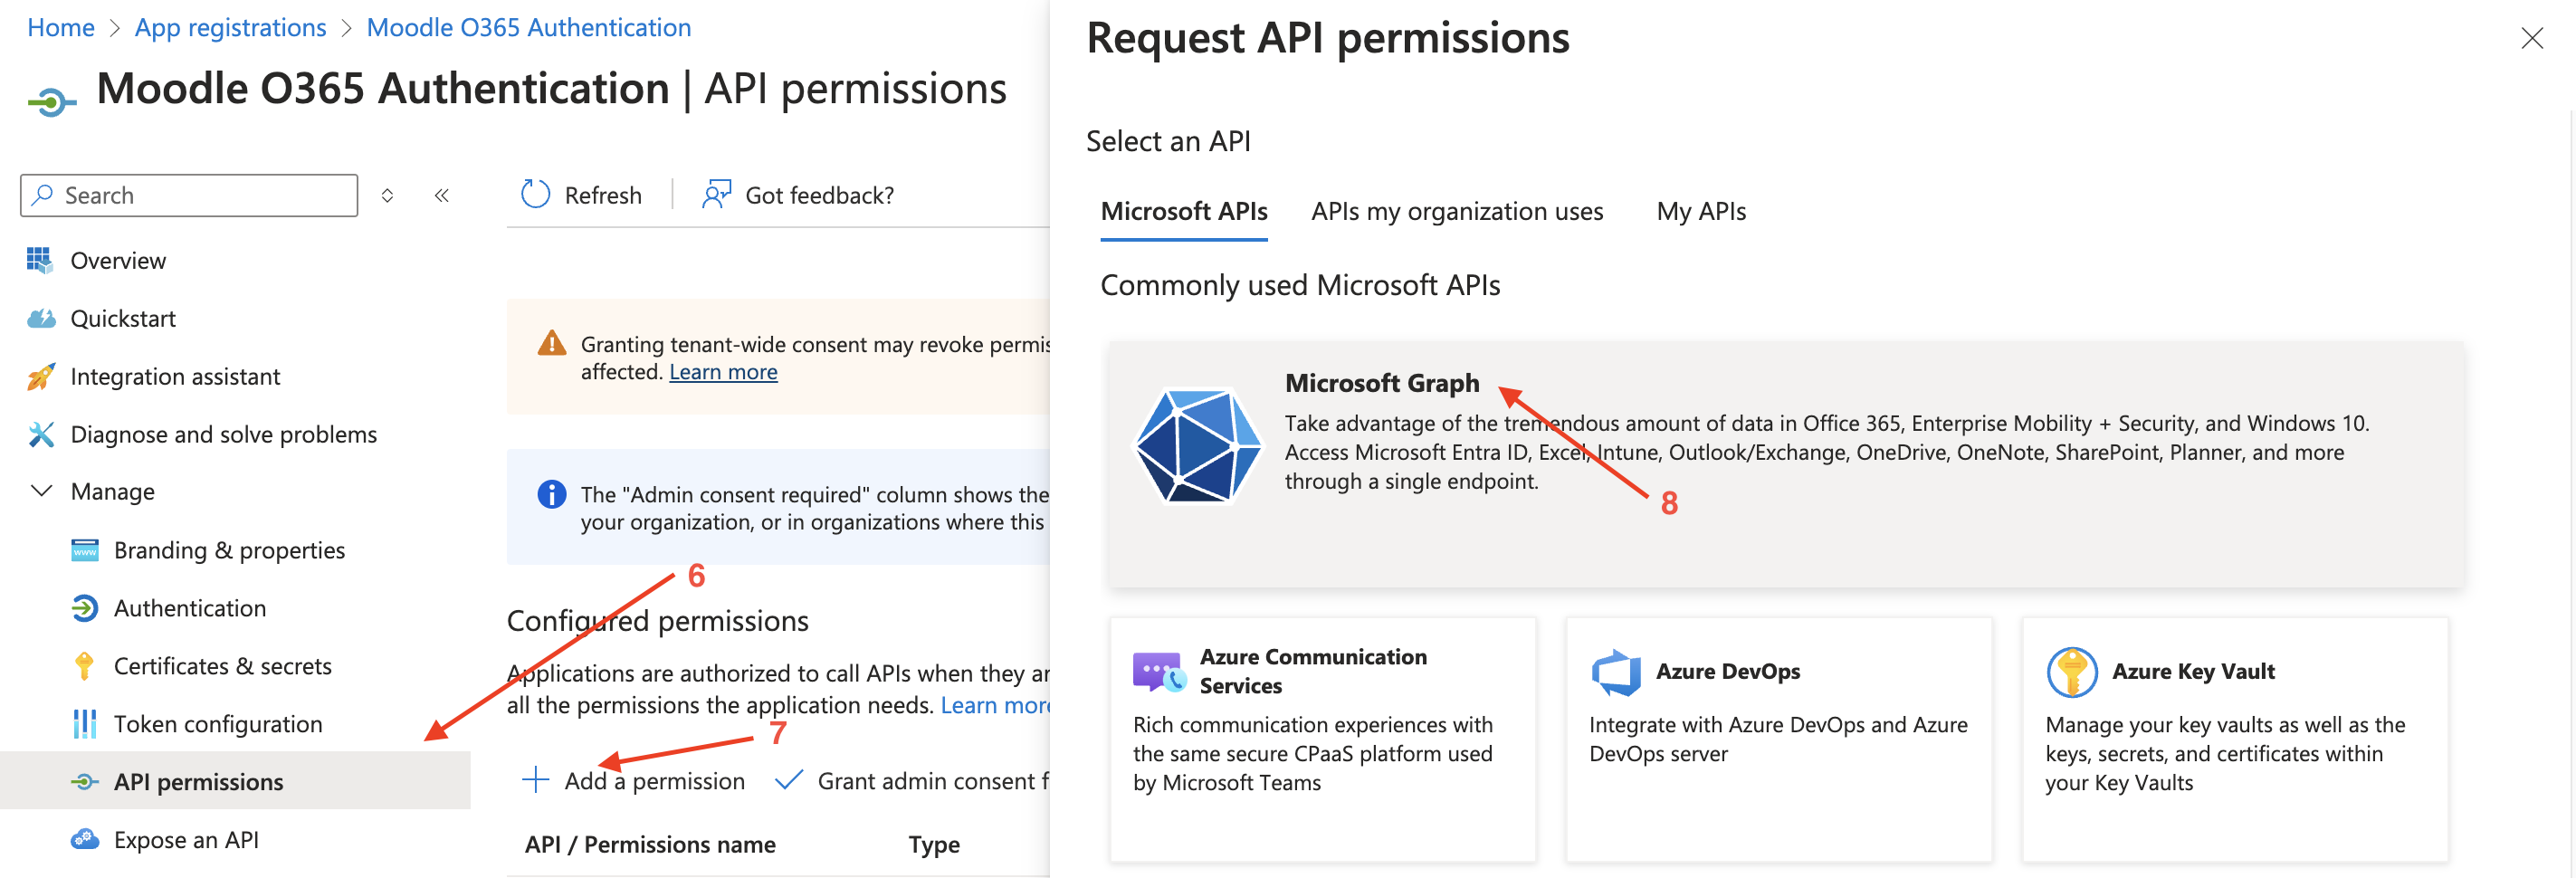 Home > App registrations > Moodle O365 Authentication
Moodle O365 Authentication | API permissions
Search
Refresh
Got feedback?
Overview
Quickstart
Integration assistant
Diagnose and solve problems
Manage
Branding & properties
Authentication
Certificates & secrets
Token configuration
API permissions
Expose an API
Granting tenant-wide consent may revoke permis
affected. Learn more
The "Admin consent required" column shows the
your organization, or in organizations where this
6
Configured permissions
Applications are authorized to call APIs when they ar
all the permissions the application needs. Learn more
7
Add a permission
Grant admin consent f
API / Permissions name
Type
Request API permissions
Select an API
Microsoft APIs
APIs my organization uses
My APIs
Commonly used Microsoft APIs
Microsoft Graph
Take advantage of the tremendous amount of data in Office 365, Enterprise Mobility + Security, and Windows 10.
Access Microsoft Entra ID, Excel, Intune, Outlook/Exchange, OneDrive, OneNote, SharePoint, Planner, and more
through a single endpoint.
8
Azure Communication
Services
Rich communication experiences with
the same secure CPaaS platform used
by Microsoft Teams
Azure DevOps
Integrate with Azure DevOps and Azure
DevOps server
Azure Key Vault
Manage your key vaults as well as the
keys, secrets, and certificates within
your Key Vaults